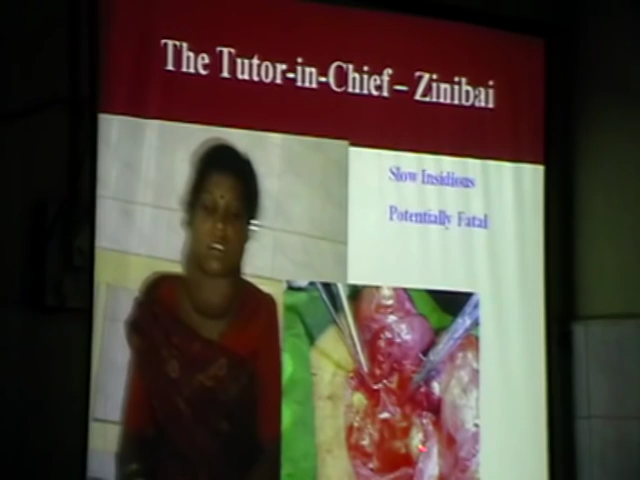 The Tutor-in-Chief – Zinibai
Slow Insidious
Potentially Fatal